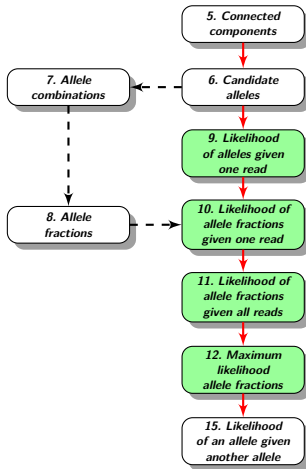 5. Connected
components
7. Allele
combinations
6. Candidate
alleles
9. Likelihood
of alleles given
one read
8. Allele
fractions
10. Likelihood of
allele fractions
given one read
11. Likelihood of
allele fractions
given all reads
12. Maximum
likelihood
allele fractions
15. Likelihood
of an allele given
another allele